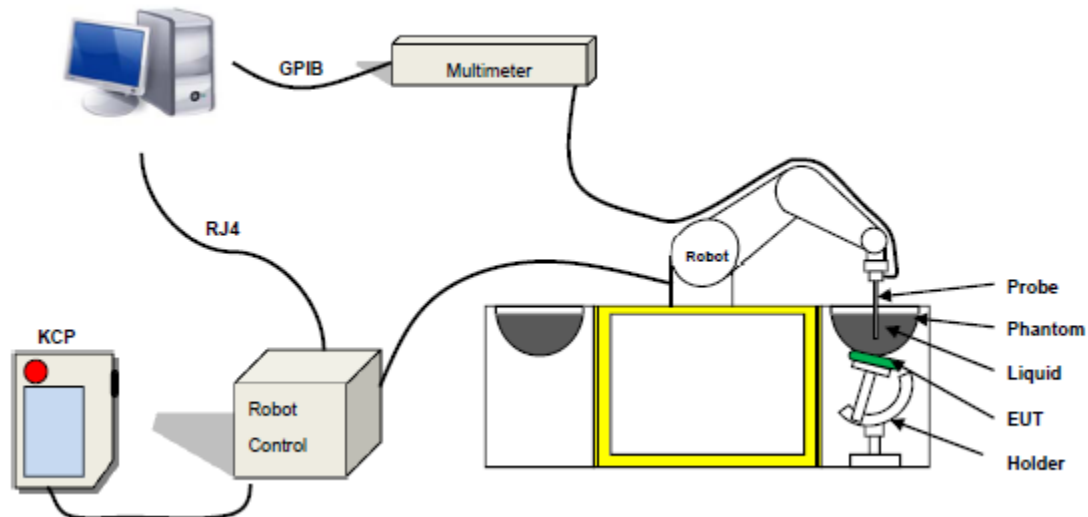 GPIB
Multimeter
RJ4
Robot
Probe
Phantom
KCP
Liquid
Robot
Control
EUT
Holder